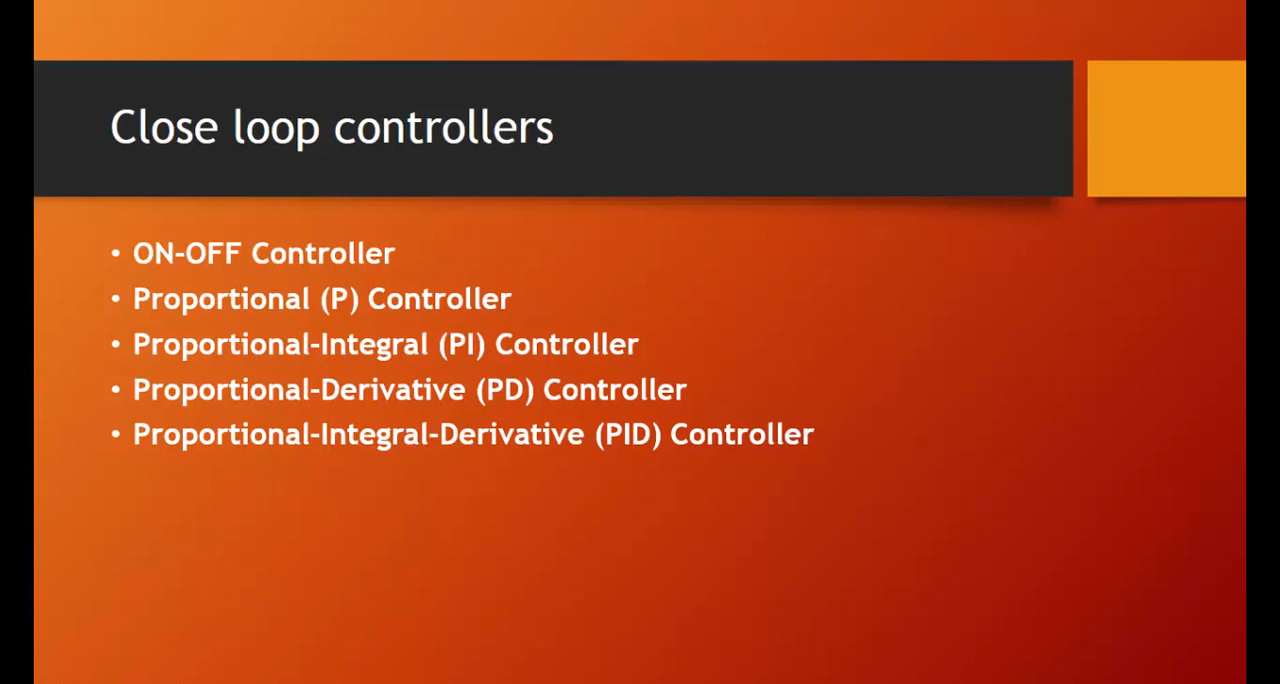 Close loop controllers
• ON-OFF Controller
• Proportional (P) Controller
• Proportional-Integral (PI) Controller
• Proportional-Derivative (PD) Controller
• Proportional-Integral-Derivative (PID) Controller